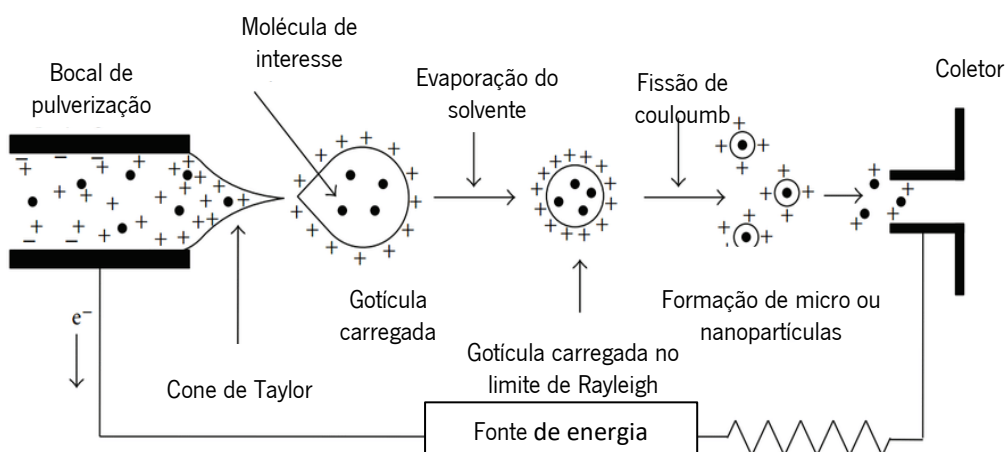 Molécula de
interesse
Bocal de
pulverização
Evaporação do
solvente
Fissão de
couloumb
Coletor
Gotícula
carregada
Formação de micro ou
nanopartículas
e⁻
Cone de Taylor
Gotícula carregada no
limite de Rayleigh
Fonte de energia